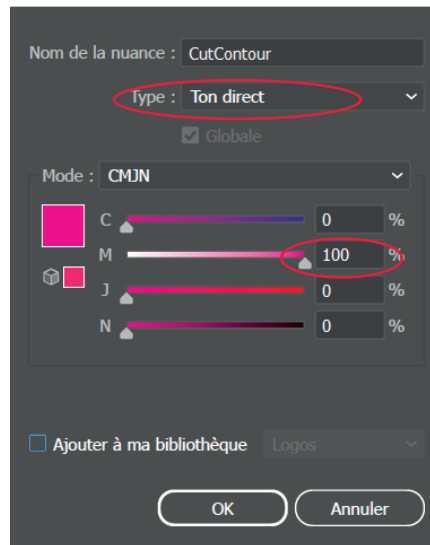 Nom de la nuance : CutContour
Type : Ton direct
Globale
Mode : CMJN
C 0 %
M 100 %
J 0 %
N 0 %
Ajouter à ma bibliothèque Logos
OK Annuler